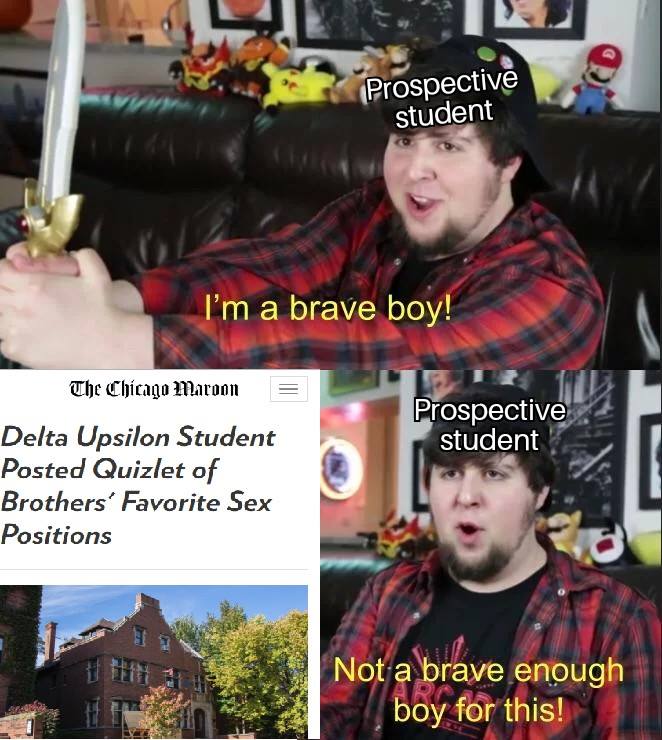 Prospective
student
I'm a brave boy!
The Chicago Maroon
Delta Upsilon Student
Posted Quizlet of
Brothers' Favorite Sex
Positions
Prospective
student
Not a brave enough
boy for this!